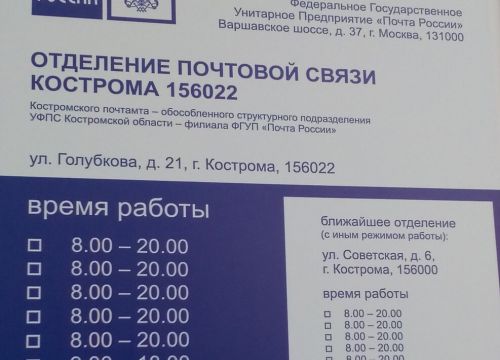 Федеральное Государственное
Унитарное Предприятие «Почта России»
Варшавское шоссе, д. 37, г. Москва, 131000
ОТДЕЛЕНИЕ ПОЧТОВОЙ СВЯЗИ
КОСТРОМА 156022
Костромского почтамта – обособленного структурного подразделения
УФПС Костромской области – филиала ФГУП «Почта России»
ул. Голубкова, д. 21, г. Кострома, 156022
время работы
8.00 – 20.00
8.00 – 20.00
8.00 – 20.00
8.00 – 20.00
8.00 – 20.00
ближайшее отделение
(с иным режимом работы):
ул. Советская, д. 6,
г. Кострома, 156000
время работы
8.00 – 20.00
8.00 – 20.00
8.00 – 20.00
8.00 – 20.00